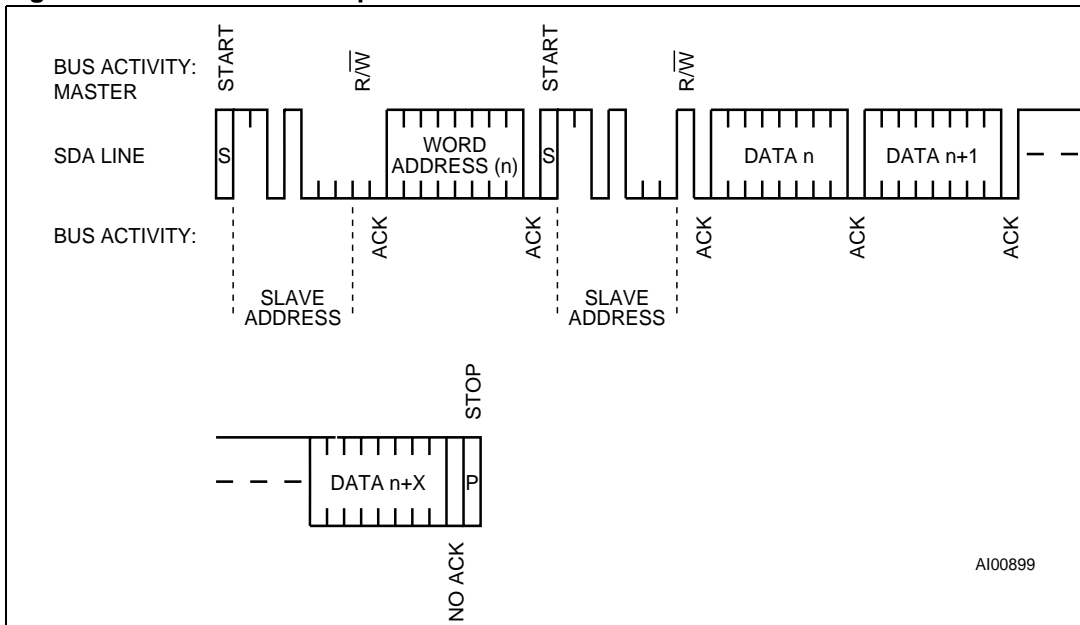 START
R/W
START
R/W
BUS ACTIVITY:
MASTER
SDA LINE
S
WORD
ADDRESS (n)
S
DATA n
DATA n+1
BUS ACTIVITY:
ACK
ACK
ACK
ACK
ACK
SLAVE
ADDRESS
SLAVE
ADDRESS
STOP
DATA n+X
P
NO ACK
AI00899